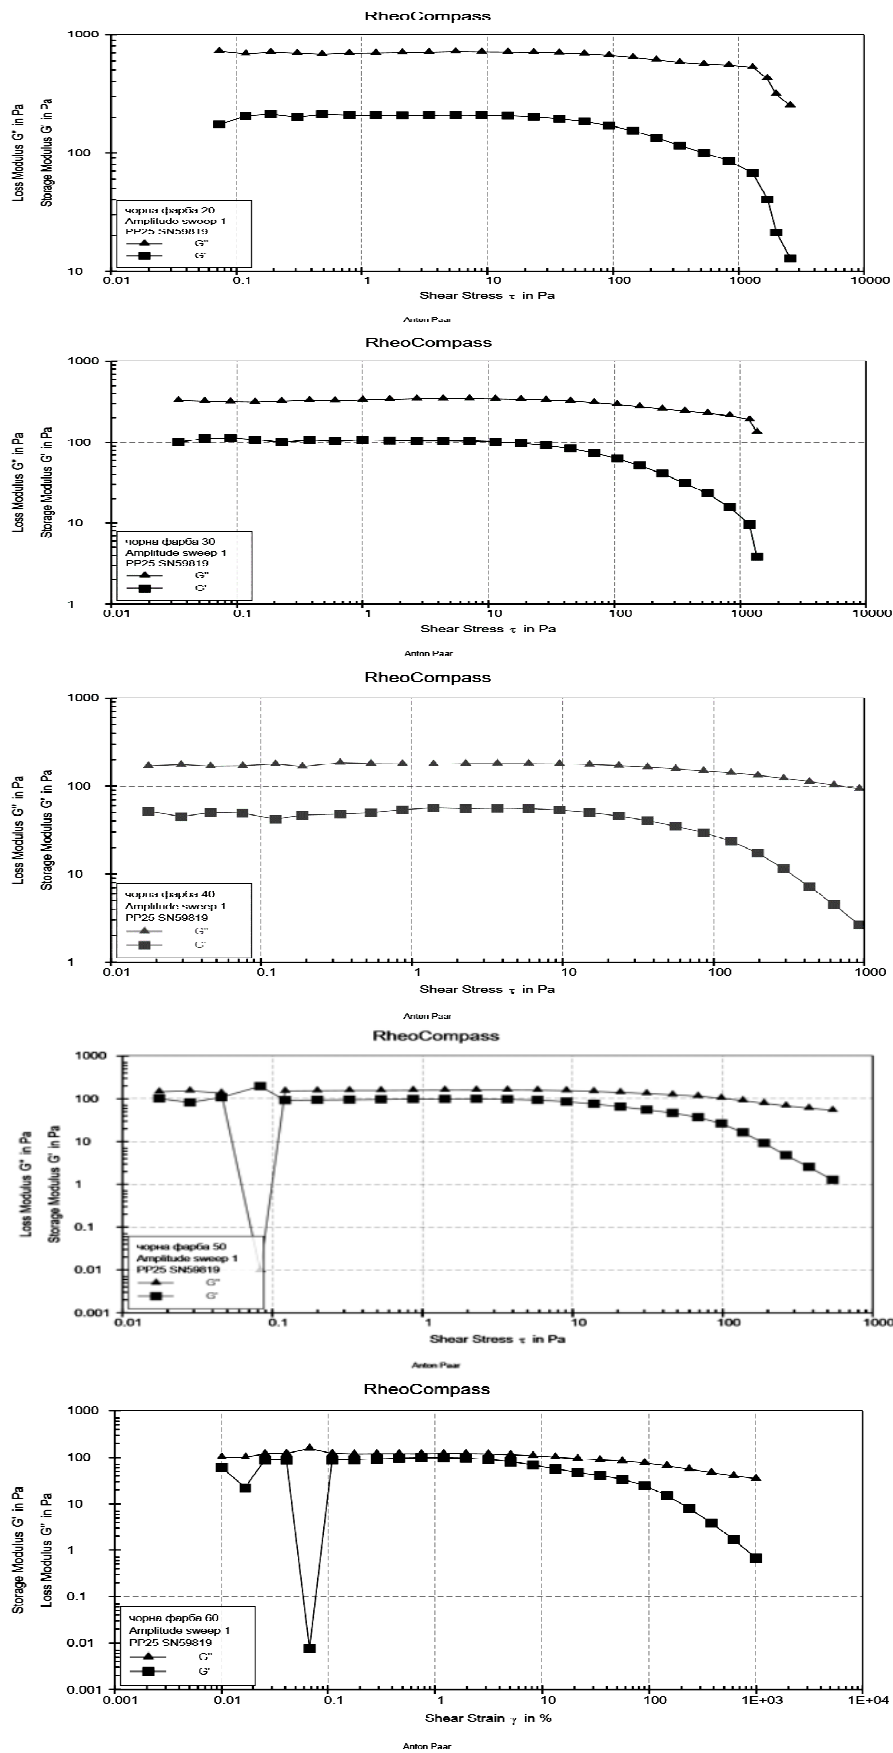 RheoCompass
1000
100
10
Loss Modulus G'' in Pa
Storage Modulus G' in Pa
чорна фарба 20
Amplitude sweep 1
PP25 SN59819
G''
G'
0.01 0.1 1 10 100 1000 10000
Shear Stress τ in Pa
Anton Paar
RheoCompass
1000
100
10
1
Loss Modulus G'' in Pa
Storage Modulus G' in Pa
чорна фарба 30
Amplitude sweep 1
PP25 SN59819
G''
G'
0.01 0.1 1 10 100 1000 10000
Shear Stress τ in Pa
Anton Paar
RheoCompass
1000
100
10
1
Loss Modulus G'' in Pa
Storage Modulus G' in Pa
чорна фарба 40
Amplitude sweep 1
PP25 SN59819
G''
G'
0.01 0.1 1 10 100 1000
Shear Stress τ in Pa
Anton Paar
RheoCompass
1000
100
10
1
0.1
0.01
0.001
Loss Modulus G'' in Pa
Storage Modulus G' in Pa
чорна фарба 50
Amplitude sweep 1
PP25 SN59819
G''
G'
0.01 0.1 1 10 100 1000
Shear Stress τ in Pa
Anton Paar
RheoCompass
1000
100
10
1
0.1
0.01
0.001
Storage Modulus G' in Pa
Loss Modulus G'' in Pa
чорна фарба 60
Amplitude sweep 1
PP25 SN59819
G''
G'
0.001 0.01 0.1 1 10 100 1E+03 1E+04
Shear Strain γ in %
Anton Paar